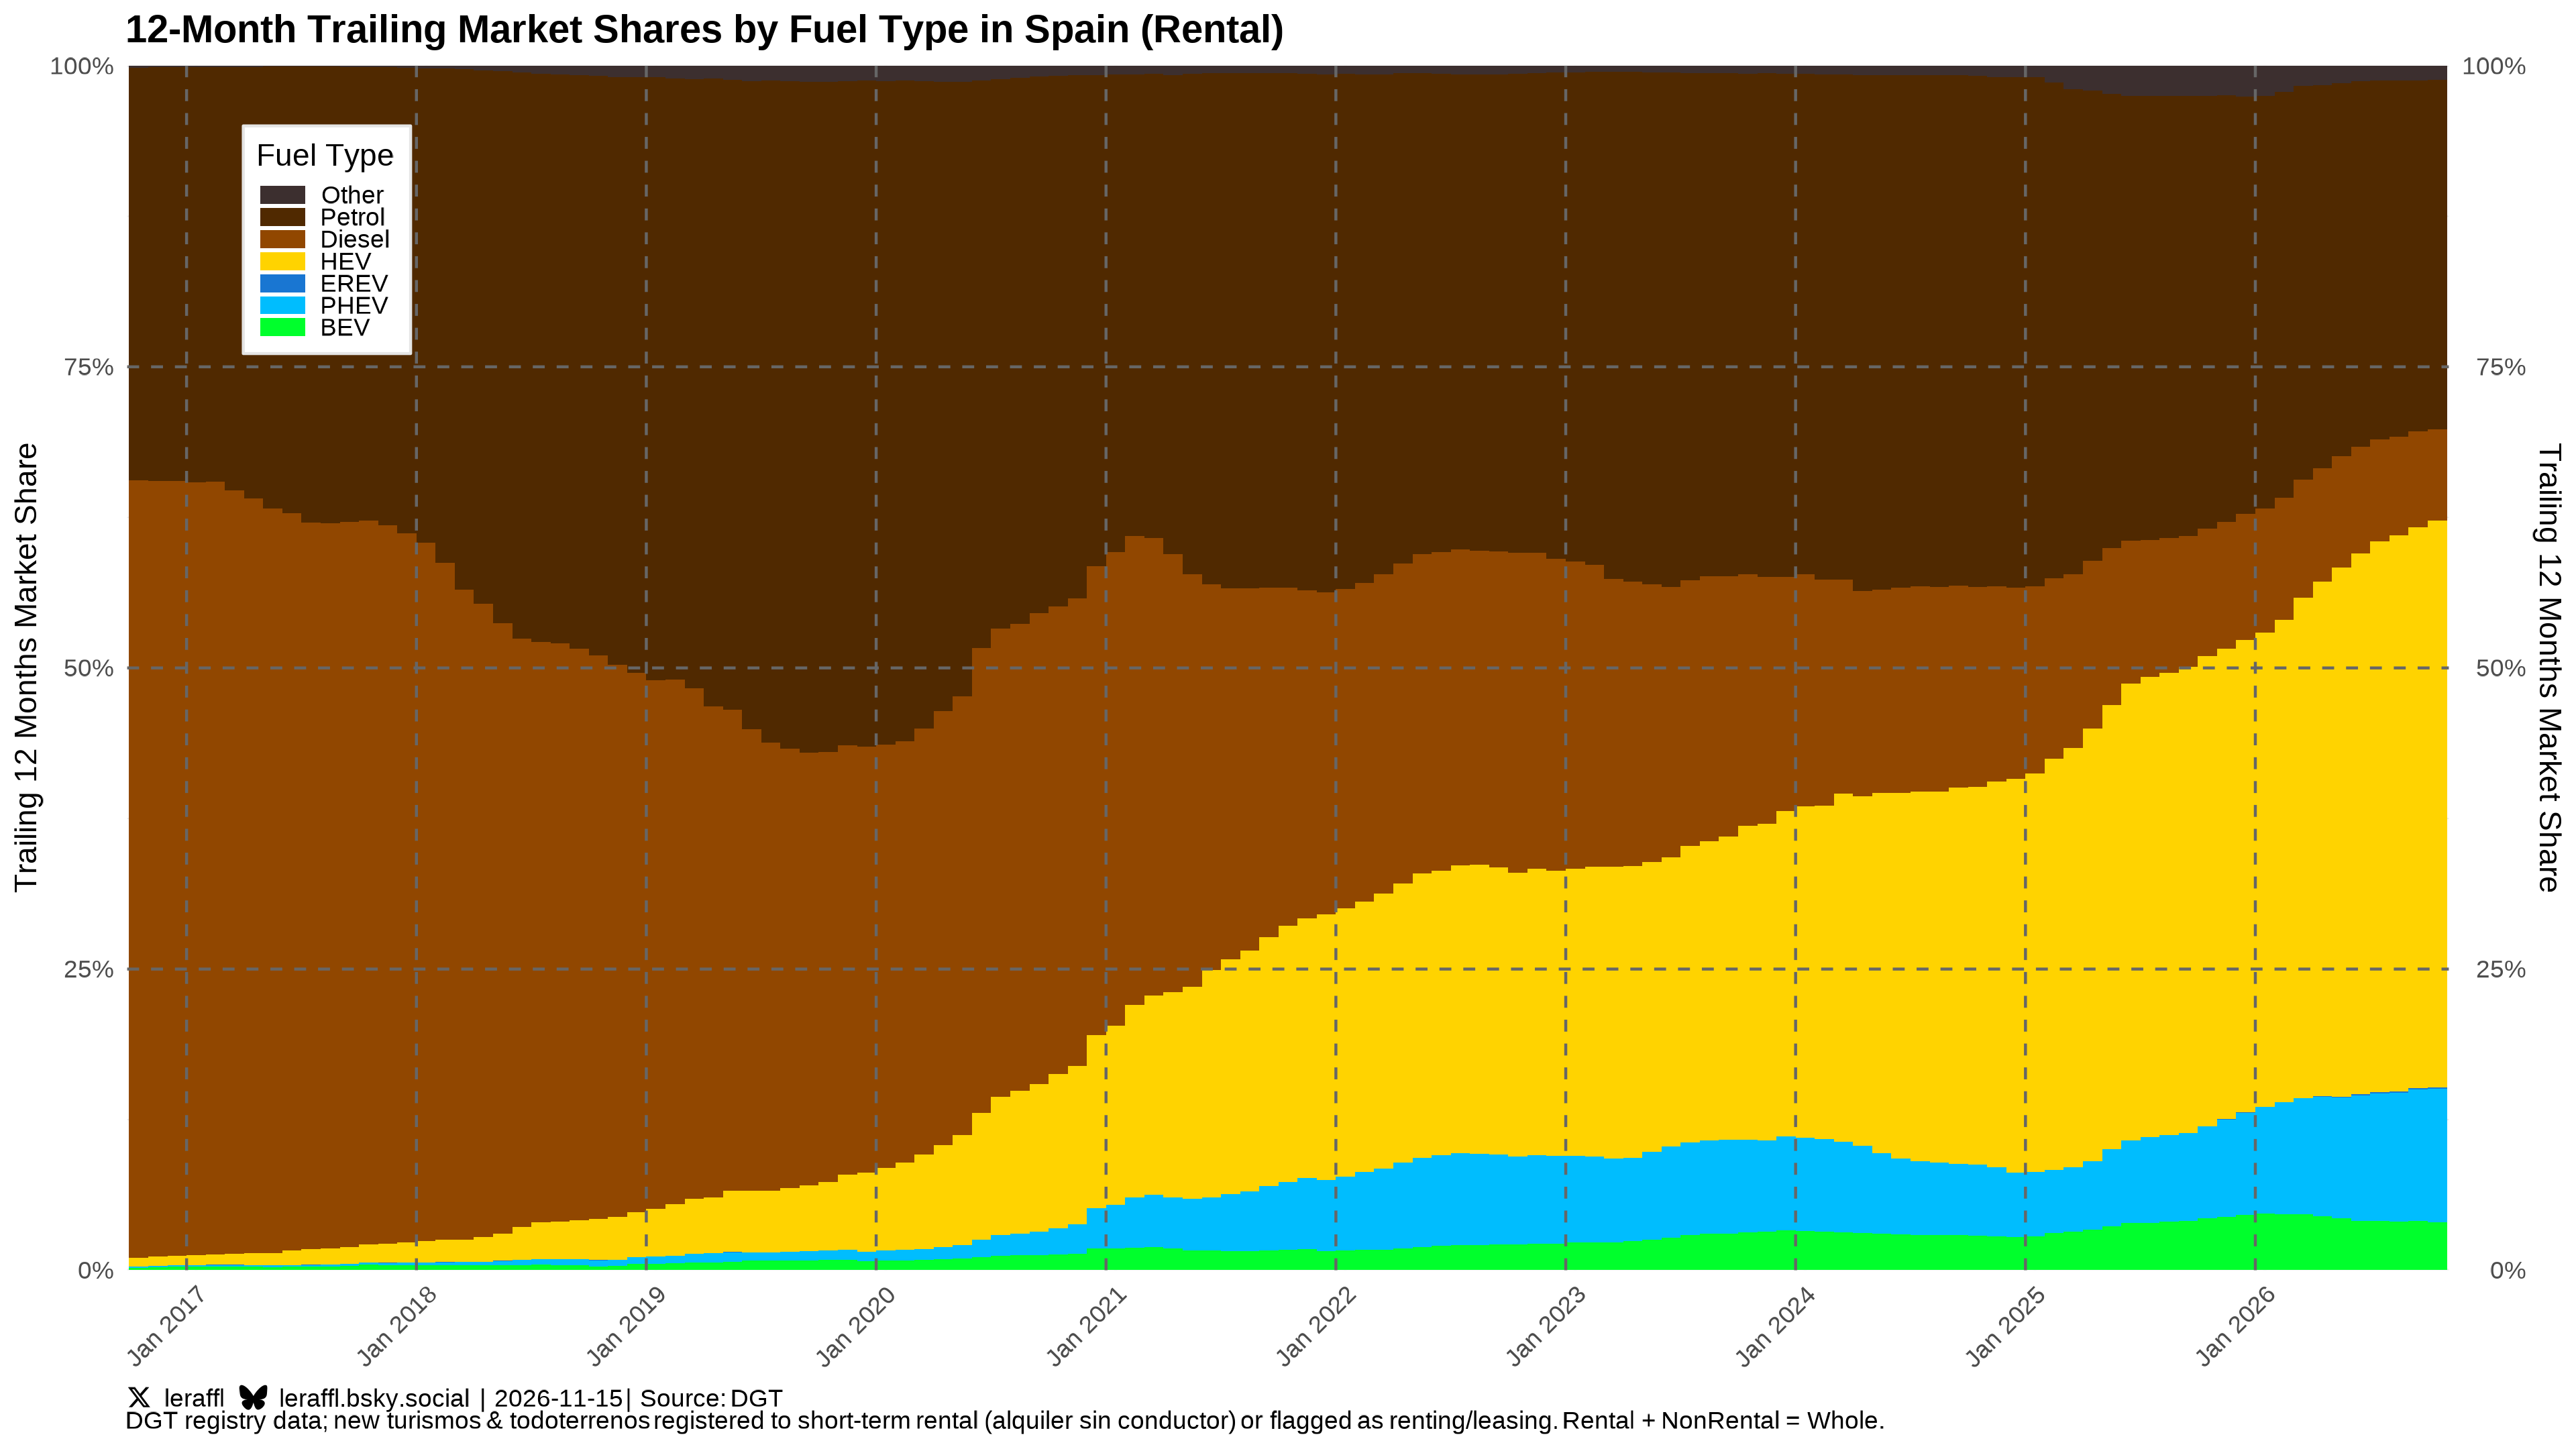 12-Month Trailing Market Shares by Fuel Type in Spain (Rental)
100%
75%
50%
25%
0%
Trailing 12 Months Market Share
Fuel Type
Other
Petrol
Diesel
HEV
EREV
PHEV
BEV
100%
75%
50%
25%
0%
Trailing 12 Months Market Share
Jan 2017
Jan 2018
Jan 2019
Jan 2020
Jan 2021
Jan 2022
Jan 2023
Jan 2024
Jan 2025
Jan 2026
leraffl leraffl.bsky.social | 2026-11-15| Source: DGT
DGT registry data; new turismos & todoterrenos registered to short-term rental (alquiler sin conductor) or flagged as renting/leasing. Rental + NonRental = Whole.